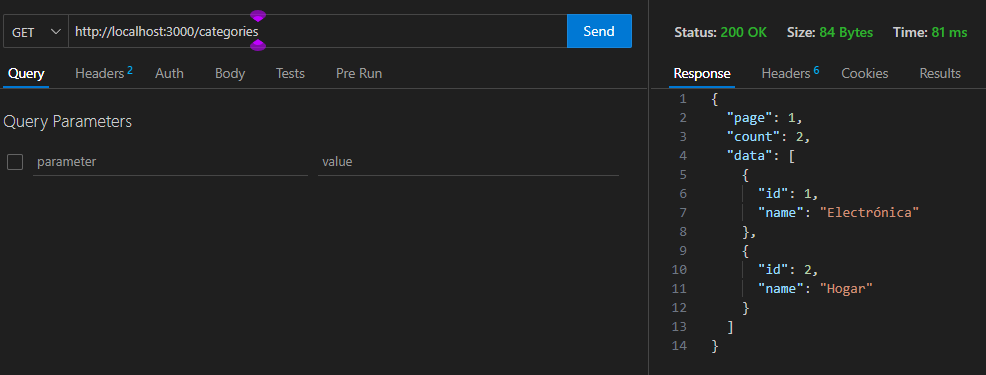 GET http://localhost:3000/categories Send
Query Headers 2 Auth Body Tests Pre Run
Query Parameters
parameter value
Status: 200 OK Size: 84 Bytes Time: 81 ms
Response Headers 6 Cookies Results
1 {
2 "page": 1,
3 "count": 2,
4 "data": [
5 {
6 "id": 1,
7 "name": "Electrónica"
8 },
9 {
10 "id": 2,
11 "name": "Hogar"
12 }
13 ]
14 }